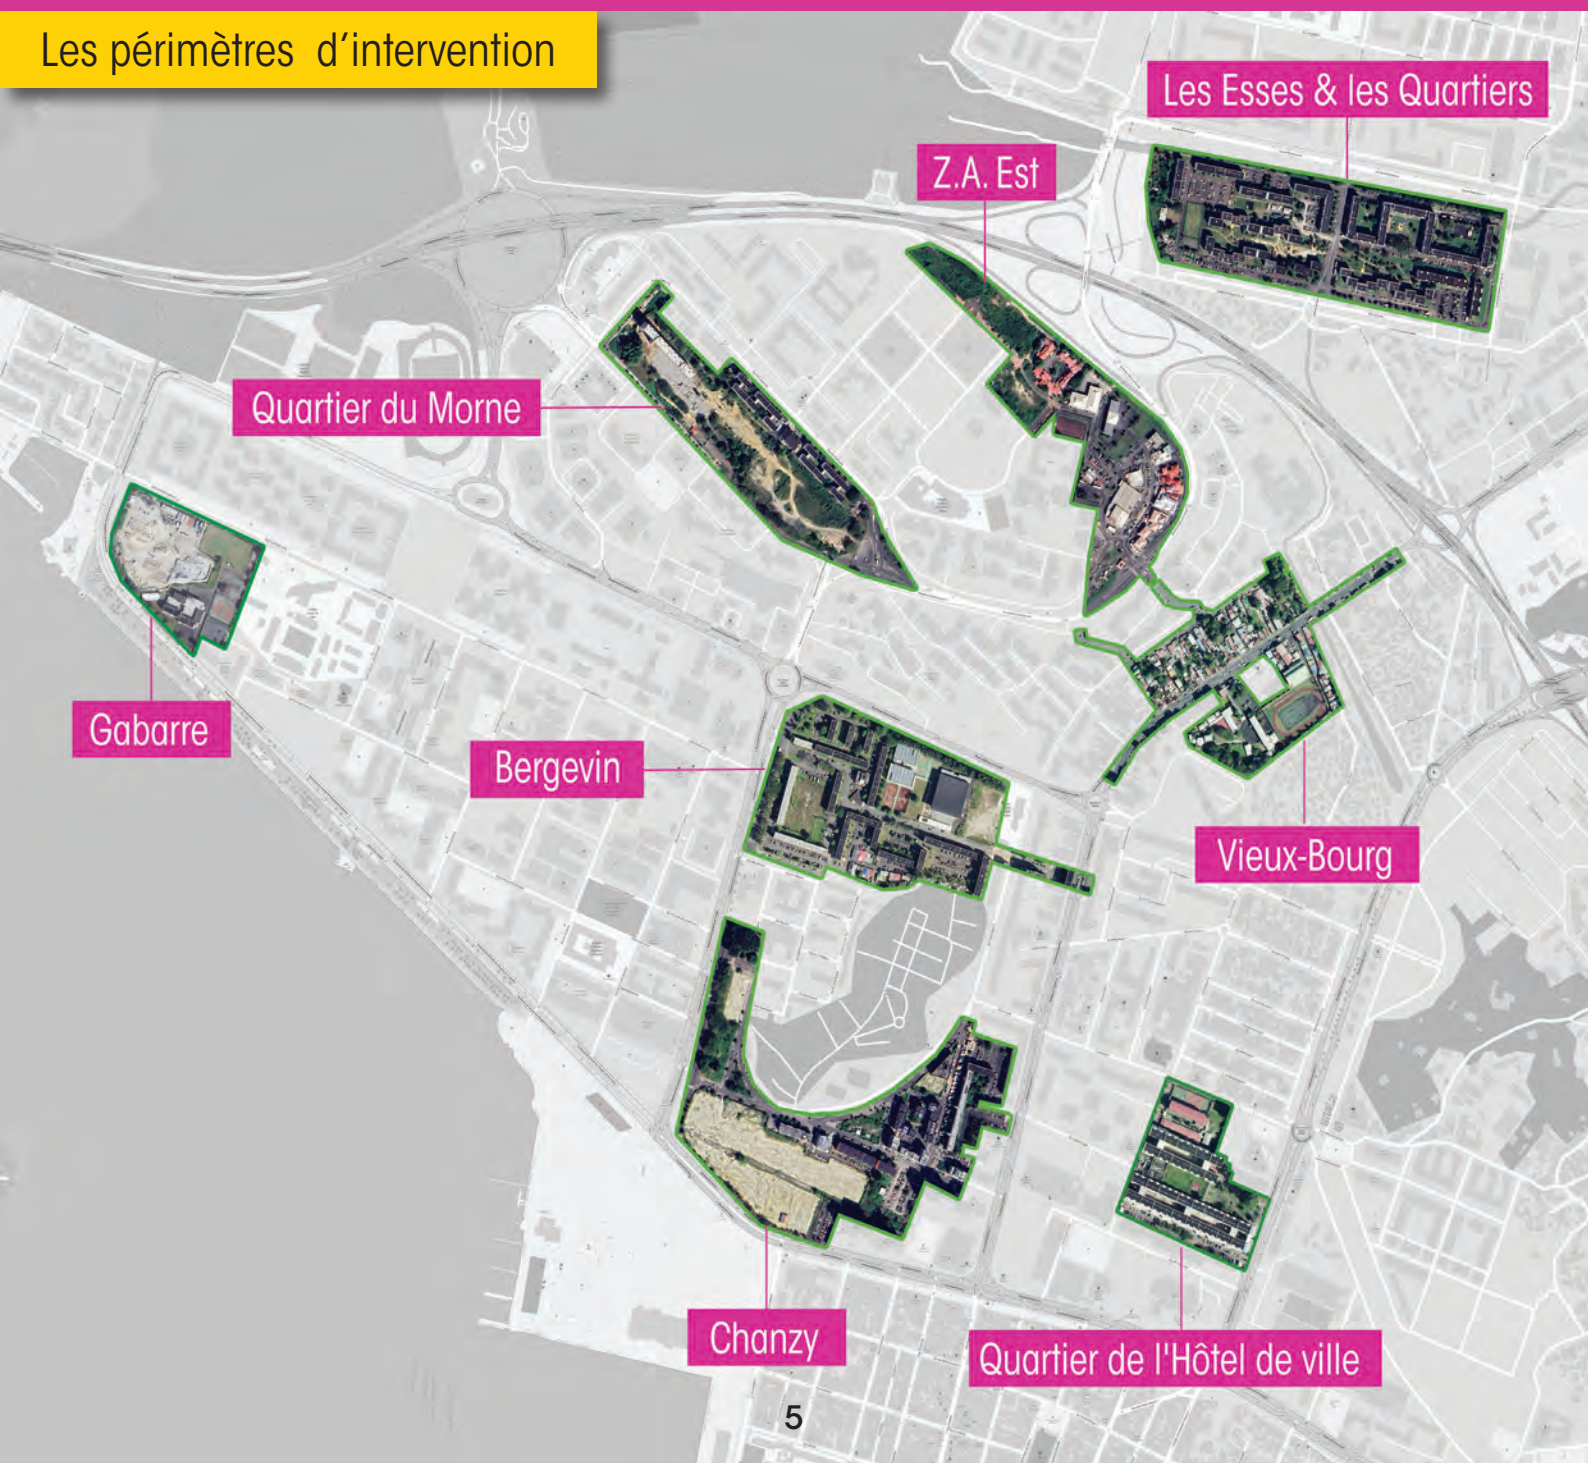 Les périmètres d’intervention
Les Esses & les Quartiers
Z.A. Est
Quartier du Morne
Gabarre
Bergevin
Vieux-Bourg
Chanzy
Quartier de l'Hôtel de ville
5